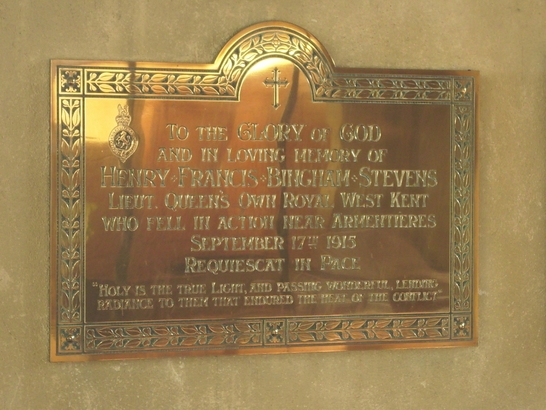 TO THE GLORY OF GOD
AND IN LOVING MEMORY OF
HENRY·FRANCIS·BINGHAM·STEVENS
LIEUT. QUEEN'S OWN ROYAL WEST KENT
WHO FELL IN ACTION NEAR ARMENTIERES
SEPTEMBER 17TH 1915
REQUIESCAT IN PACE
"HOLY IS THE TRUE LIGHT, AND PASSING WONDERFUL, LENDING
RADIANCE TO THEM THAT ENDURED THE HEAT OF THE CONFLICT"